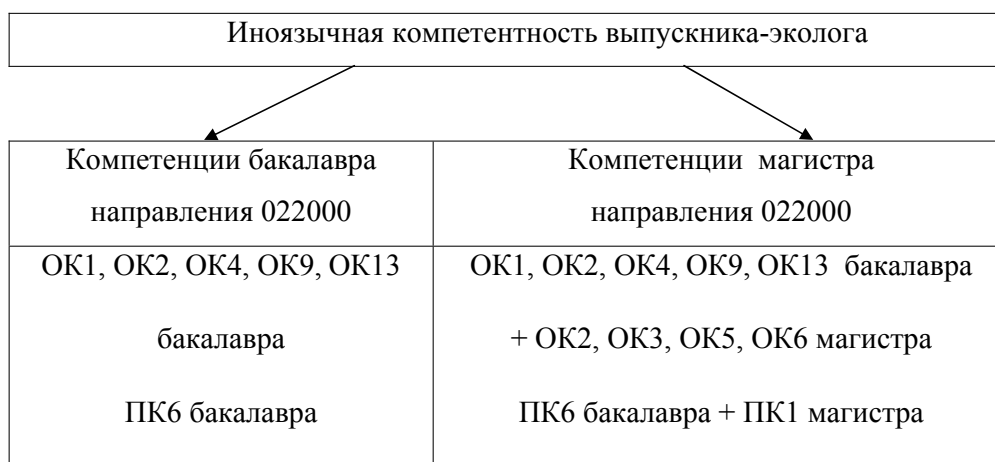 Иноязычная компетентность выпускника-эколога
Компетенции бакалавра
направления 022000
ОК1, ОК2, ОК4, ОК9, ОК13
бакалавра
ПК6 бакалавра
Компетенции магистра
направления 022000
ОК1, ОК2, ОК4, ОК9, ОК13 бакалавра
+ ОК2, ОК3, ОК5, ОК6 магистра
ПК6 бакалавра + ПК1 магистра